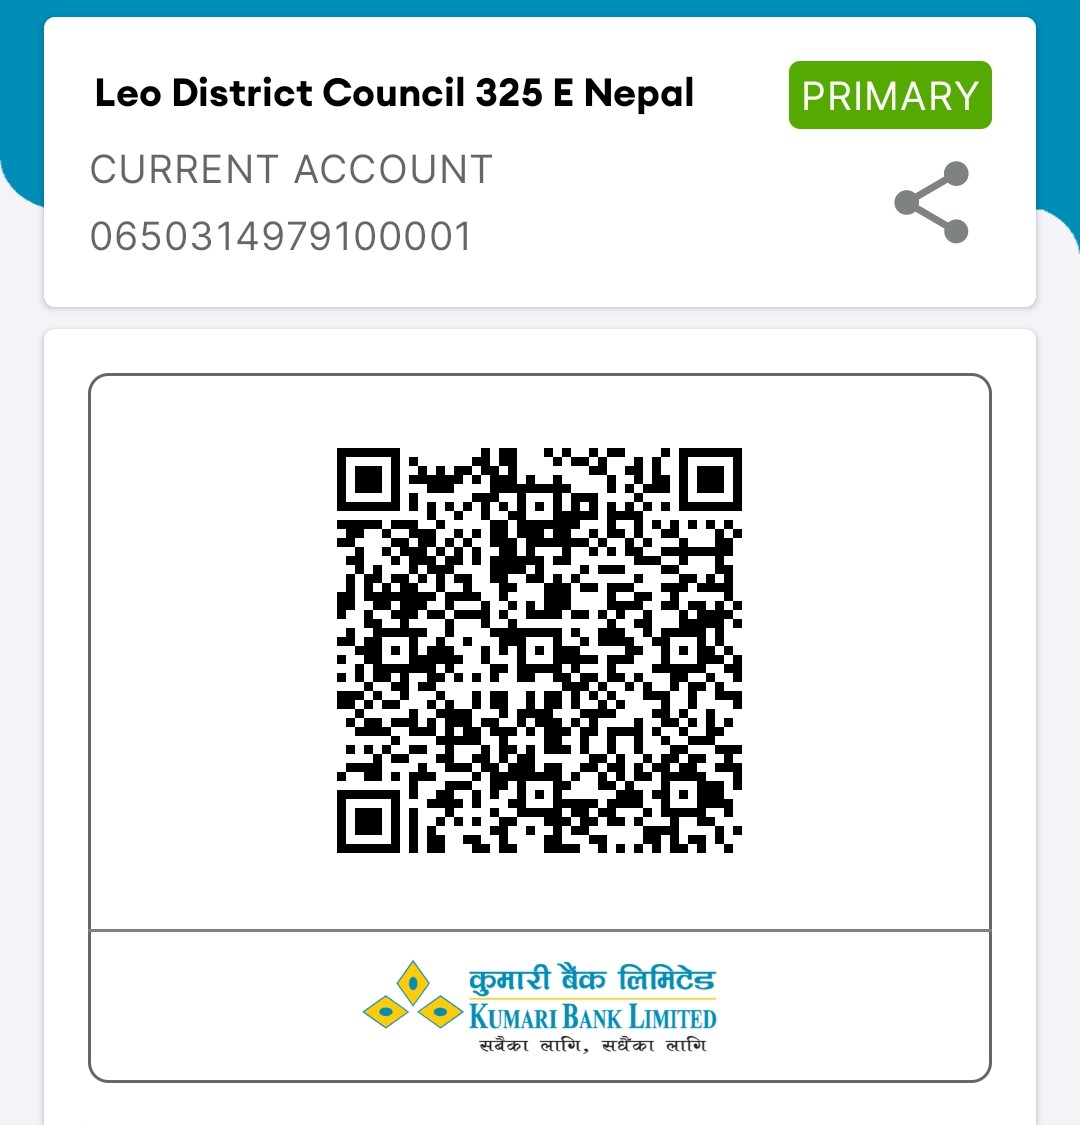 Leo District Council 325 E Nepal
PRIMARY
CURRENT ACCOUNT
0650314979100001
कुमारी बैंक लिमिटेड
KUMARI BANK LIMITED
सबैका लागि, सधैंका लागि